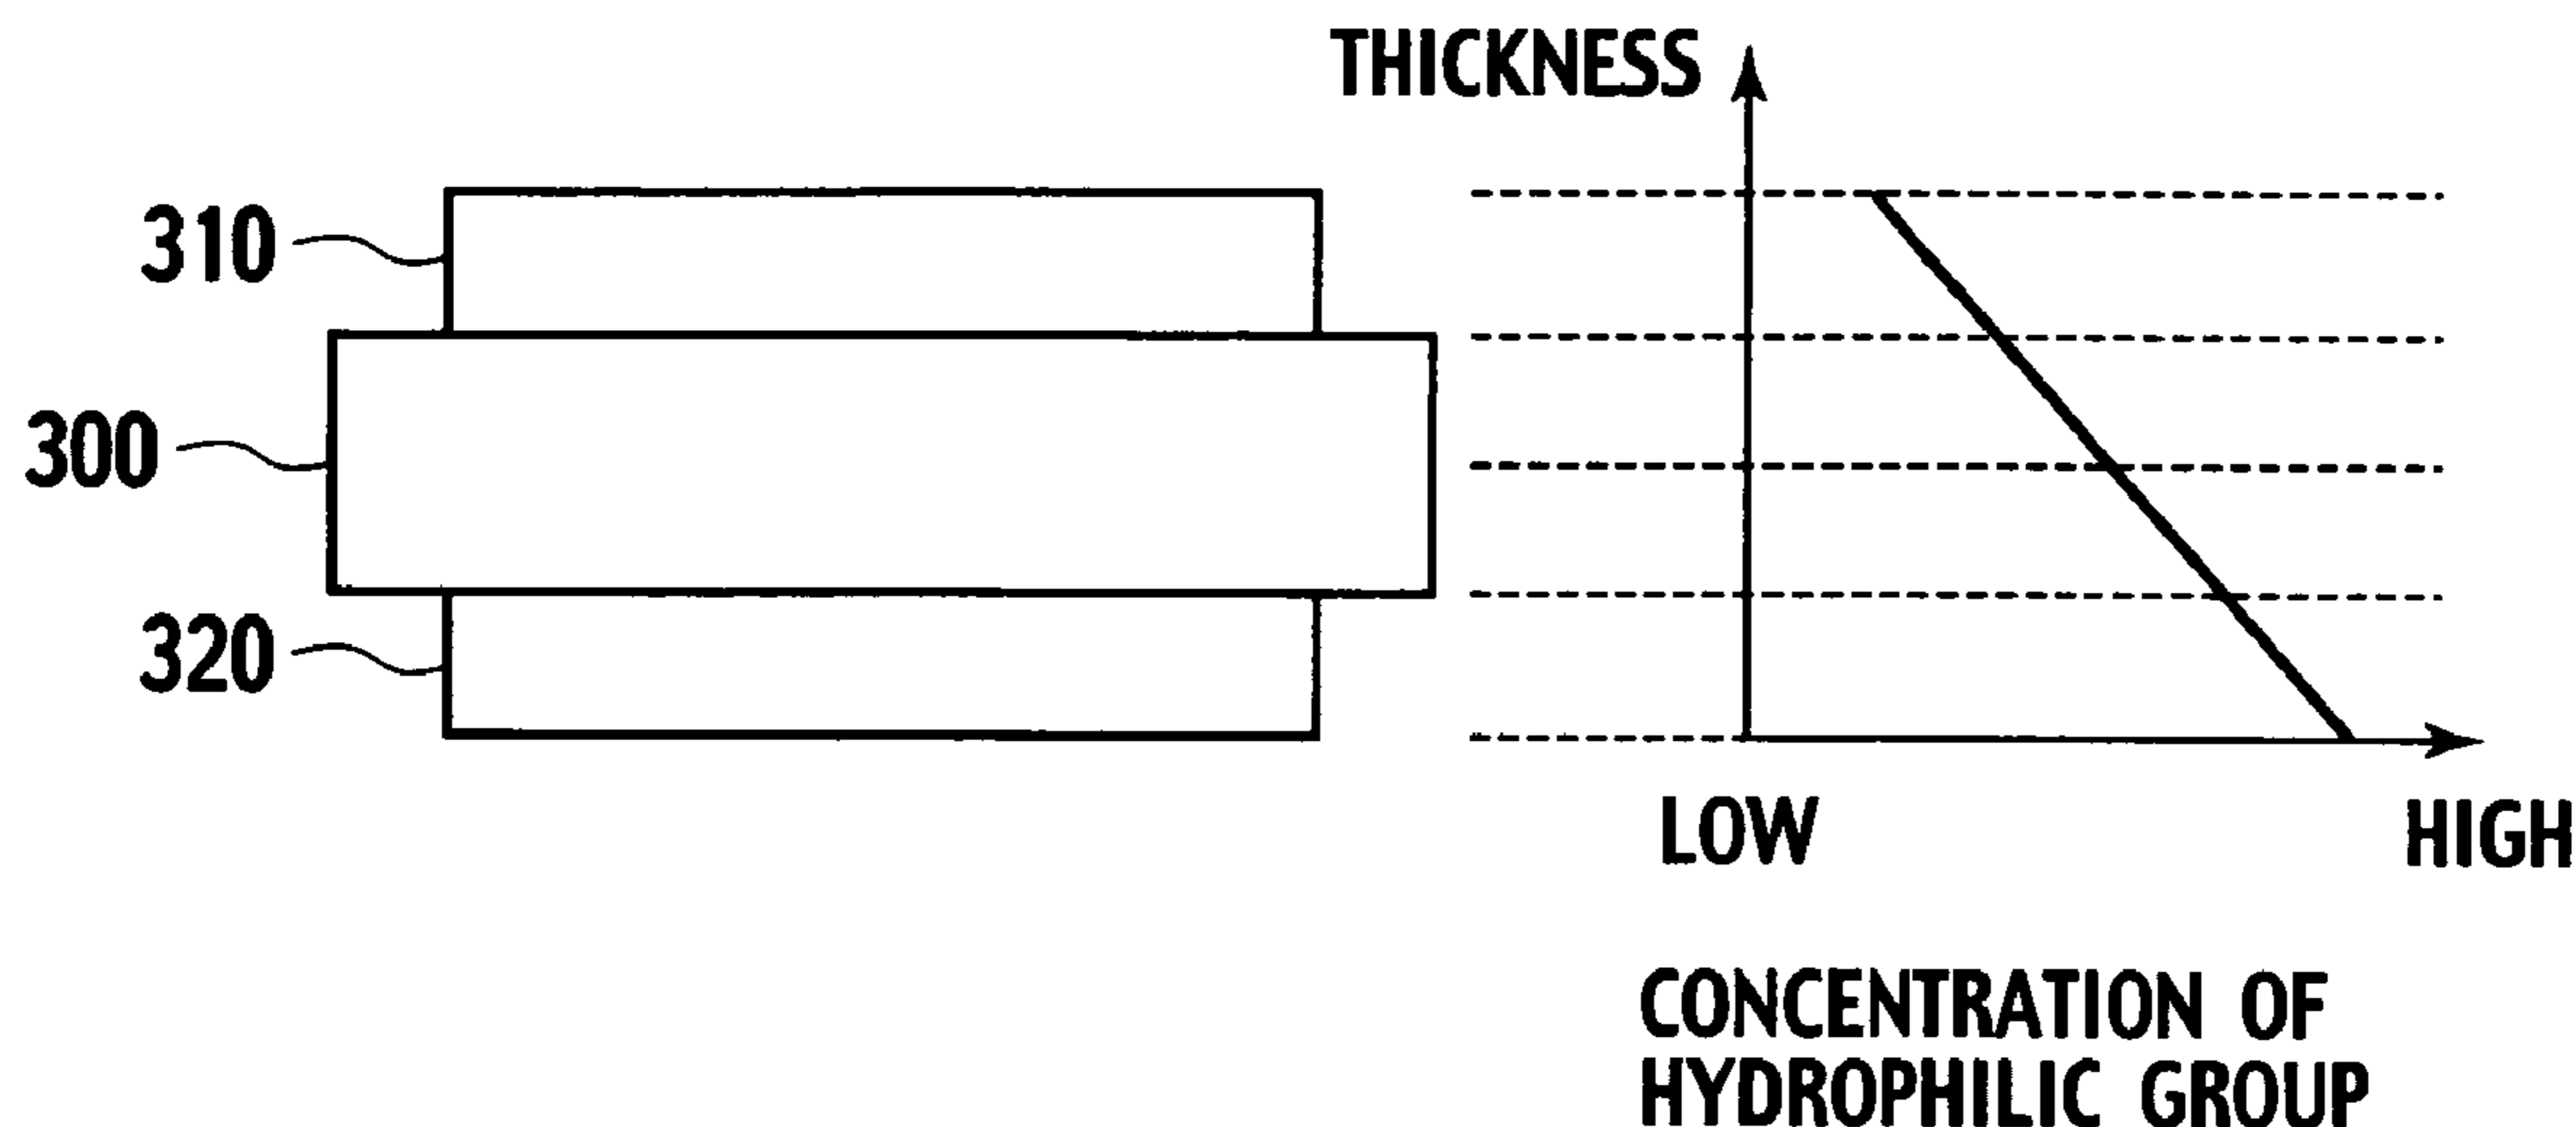 THICKNESS
310
300
320
LOW
HIGH
CONCENTRATION OF
HYDROPHILIC GROUP